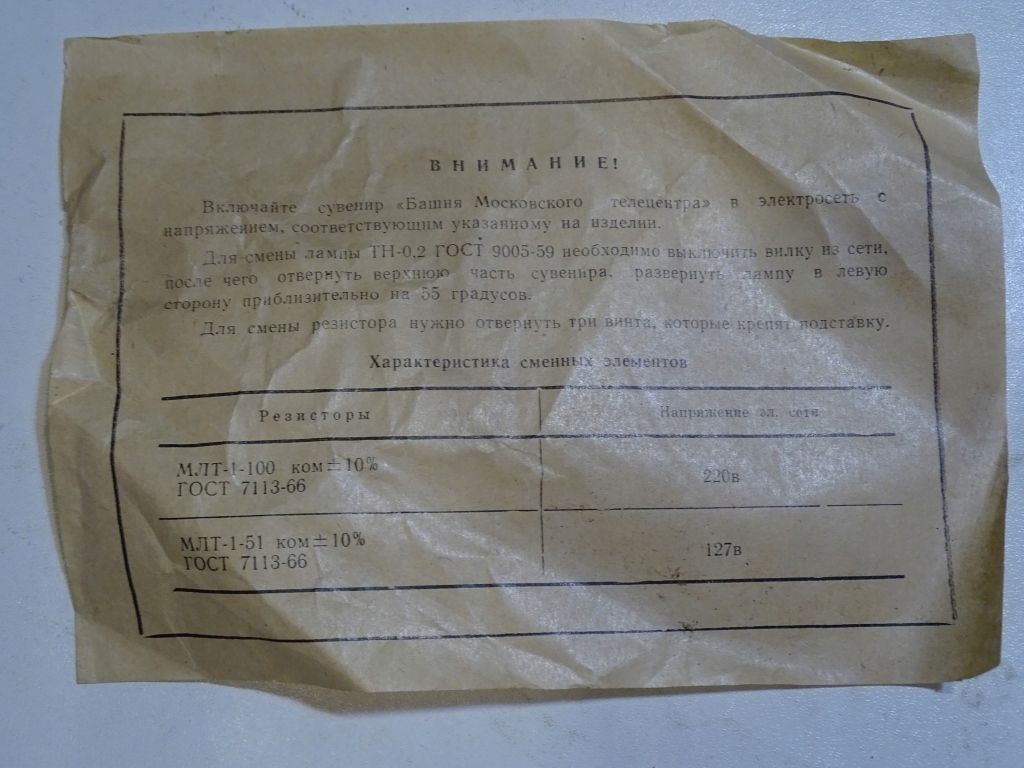 ВНИМАНИЕ!
Включайте сувенир «Башня Московского телецентра» в электросеть с
напряжением, соответствующим указанному на изделии.
Для смены лампы ТН-0,2 ГОСТ 9005-59 необходимо выключить вилку из сети,
после чего отвернуть верхнюю часть сувенира, развернуть лампу в левую
сторону приблизительно на 55 градусов.
Для смены резистора нужно отвернуть три винта, которые крепят подставку.
Характеристика сменных элементов
Резисторы Напряжение эл. сети
МЛТ-1-100 ком±10%
ГОСТ 7113-66
220в
МЛТ-1-51 ком±10%
ГОСТ 7113-66
127в